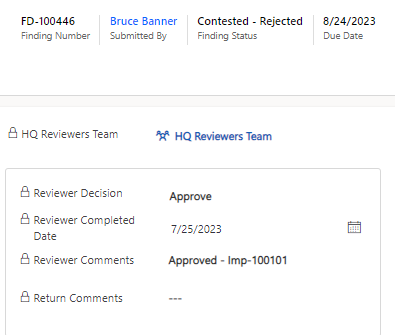 FD-100446 Bruce Banner Contested - Rejected 8/24/2023
Finding Number Submitted By Finding Status Due Date
HQ Reviewers Team HQ Reviewers Team
Reviewer Decision Approve
Reviewer Completed
Date 7/25/2023
Reviewer Comments Approved - Imp-100101
Return Comments ---